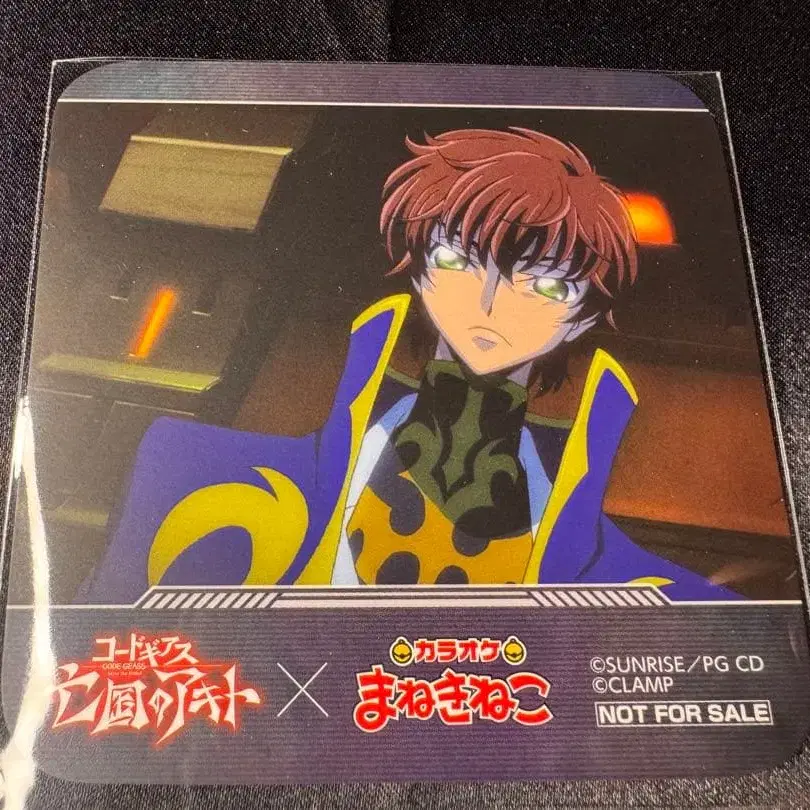 コードギアス
CODE GEASS
亡国のアキト
×
カラオケ
まねきねこ
©SUNRISE／PG CD
©CLAMP
NOT FOR SALE